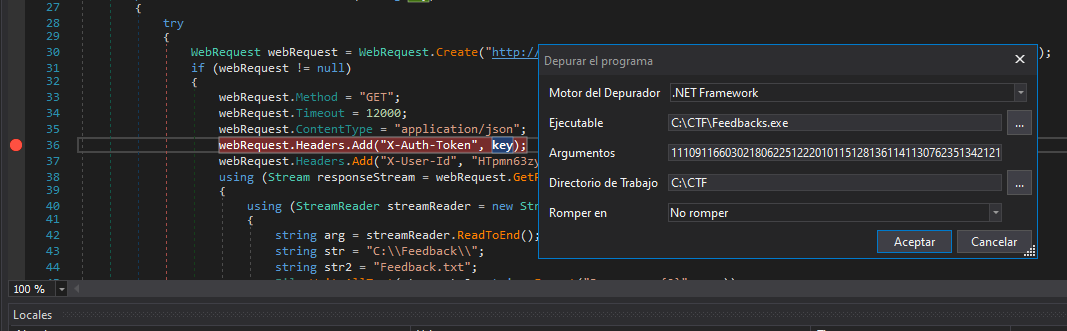 27 {
28 try
29 {
30 WebRequest webRequest = WebRequest.Create("http:// );
31 if (webRequest != null)
32 {
33 webRequest.Method = "GET";
34 webRequest.Timeout = 12000;
35 webRequest.ContentType = "application/json";
36 webRequest.Headers.Add("X-Auth-Token", key);
37 webRequest.Headers.Add("X-User-Id", "HTpmn63zy
38 using (Stream responseStream = webRequest.GetR
39 {
40 using (StreamReader streamReader = new Str
41 {
42 string arg = streamReader.ReadToEnd();
43 string str = "C:\\Feedback\\";
44 string str2 = "Feedback.txt";
Depurar el programa
Motor del Depurador .NET Framework
Ejecutable C:\CTF\Feedbacks.exe ...
Argumentos 1110911660302180622512220101151281361141130762351342121
Directorio de Trabajo C:\CTF ...
Romper en No romper
Aceptar Cancelar
100 %
Locales